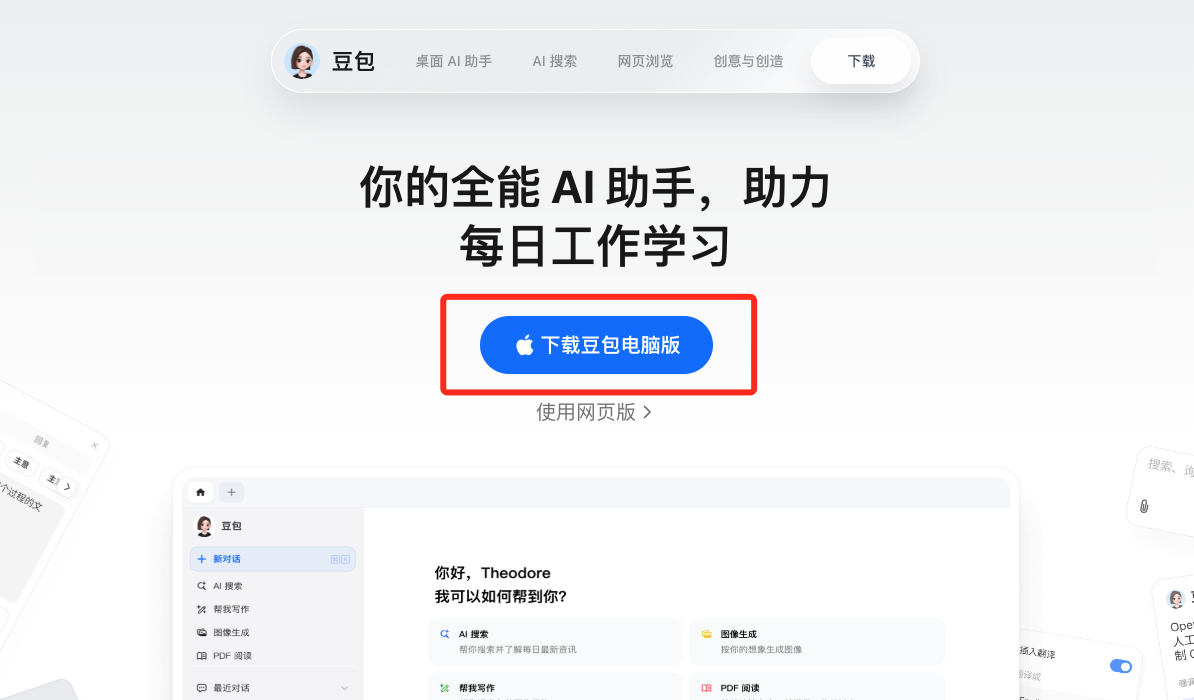 豆包
桌面 AI 助手
AI 搜索
网页浏览
创意与创造
下载
你的全能 AI 助手，助力
每日工作学习
下载豆包电脑版
使用网页版
回复
主意
个过程的文
搜索、询
豆包
新对话
AI 搜索
帮我写作
图像生成
PDF 阅读
最近对话
你好，Theodore
我可以如何帮到你?
AI 搜索
帮你搜索并了解每日最新资讯
图像生成
按你的想象生成图像
帮我写作
PDF 阅读
插入翻译
Ope
人工
制